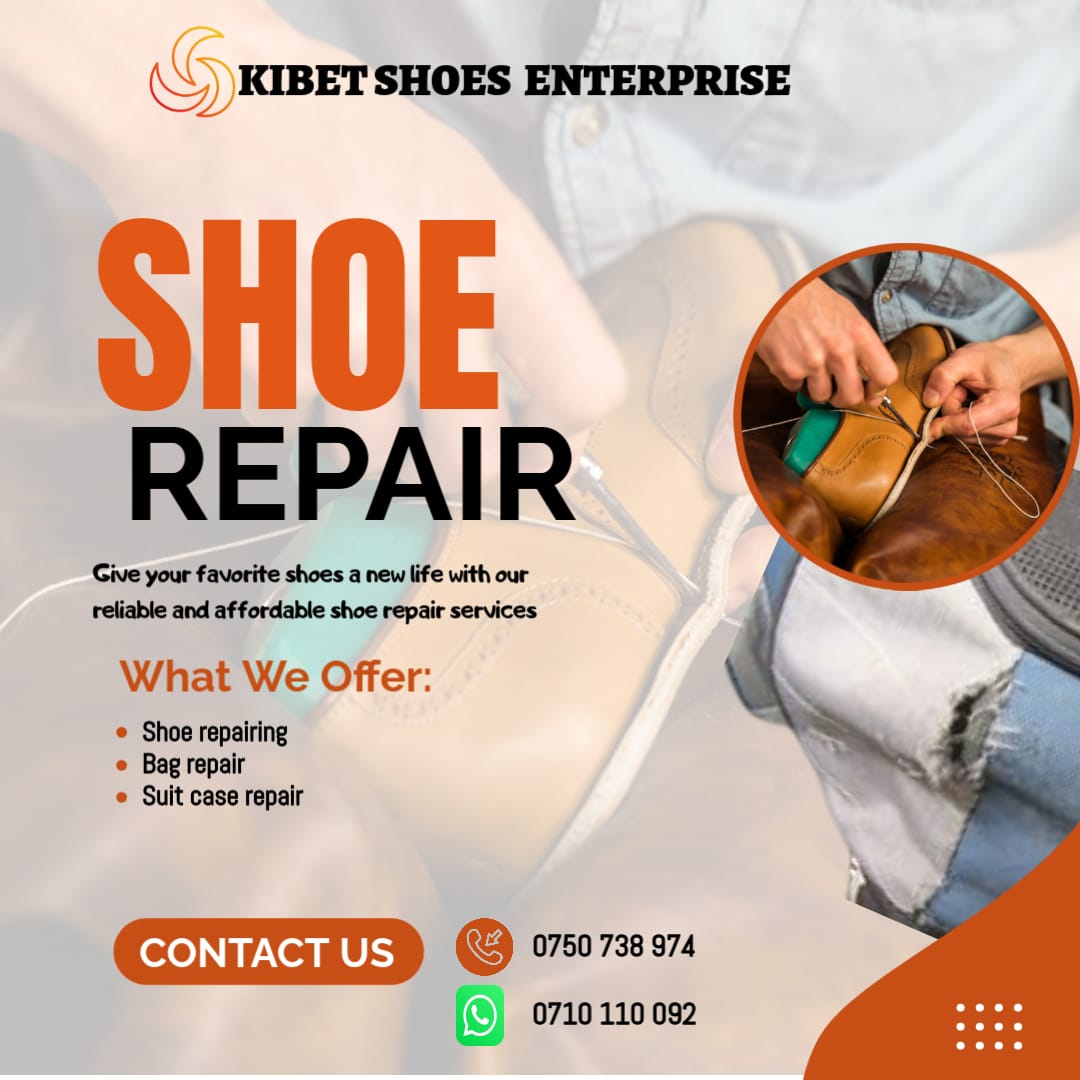 KIBET SHOES ENTERPRISE
SHOE
REPAIR
Give your favorite shoes a new life with our
reliable and affordable shoe repair services
What We Offer:
Shoe repairing
Bag repair
Suit case repair
CONTACT US
0750 738 974
0710 110 092